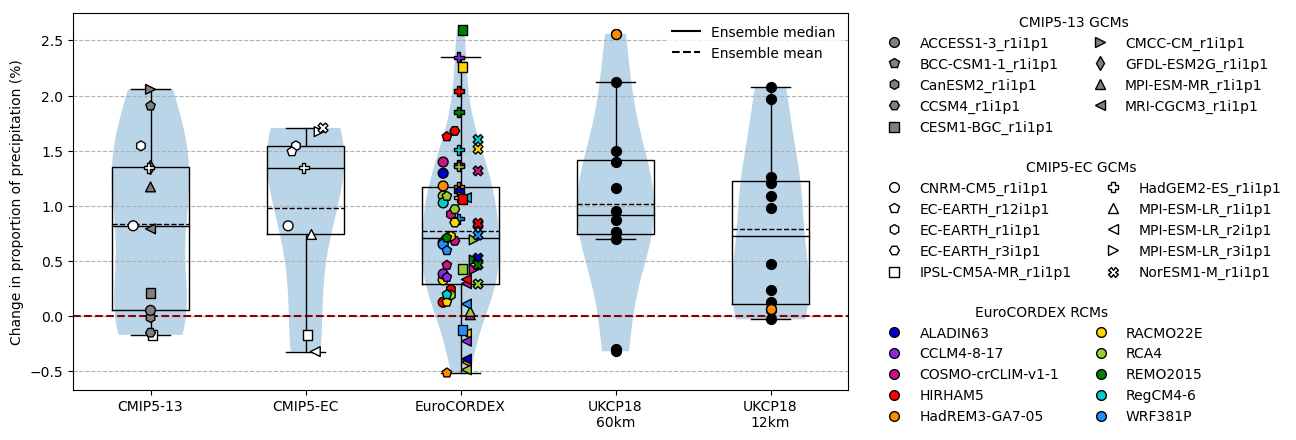 Change in proportion of precipitation (%)
2.5
2.0
1.5
1.0
0.5
0.0
−0.5
Ensemble median
Ensemble mean
CMIP5-13
CMIP5-EC
EuroCORDEX
UKCP18
60km
UKCP18
12km
CMIP5-13 GCMs
ACCESS1-3_r1i1p1
BCC-CSM1-1_r1i1p1
CanESM2_r1i1p1
CCSM4_r1i1p1
CESM1-BGC_r1i1p1
CMCC-CM_r1i1p1
GFDL-ESM2G_r1i1p1
MPI-ESM-MR_r1i1p1
MRI-CGCM3_r1i1p1
CMIP5-EC GCMs
CNRM-CM5_r1i1p1
EC-EARTH_r12i1p1
EC-EARTH_r1i1p1
EC-EARTH_r3i1p1
IPSL-CM5A-MR_r1i1p1
HadGEM2-ES_r1i1p1
MPI-ESM-LR_r1i1p1
MPI-ESM-LR_r2i1p1
MPI-ESM-LR_r3i1p1
NorESM1-M_r1i1p1
EuroCORDEX RCMs
ALADIN63
CCLM4-8-17
COSMO-crCLIM-v1-1
HIRHAM5
HadREM3-GA7-05
RACMO22E
RCA4
REMO2015
RegCM4-6
WRF381P